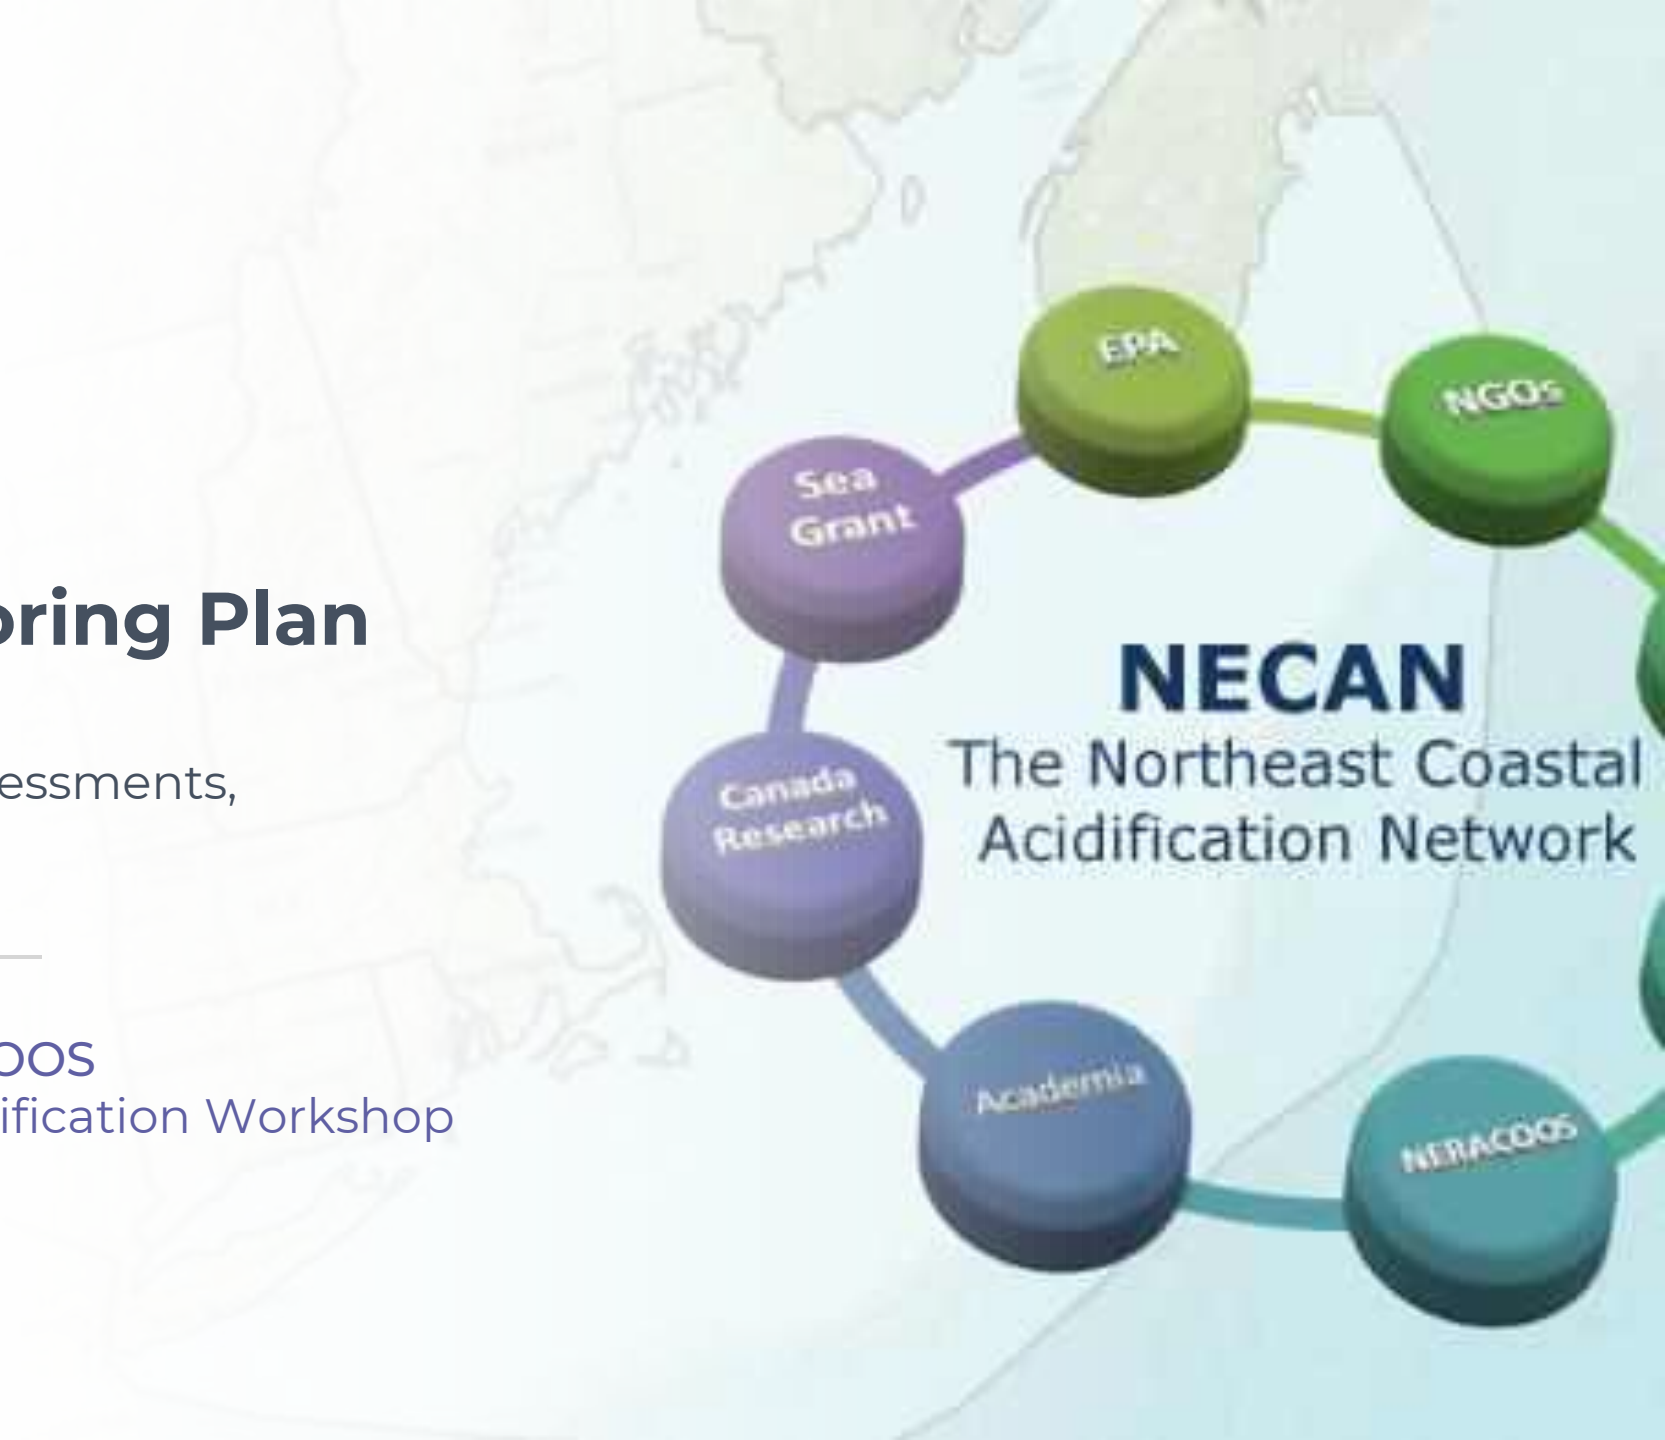 oring Plan
essments,
OOS
ification Workshop
EPA
NGOs
Sea
Grant
NECAN
The Northeast Coastal
Acidification Network
Canada
Research
Academia
NERACOOS